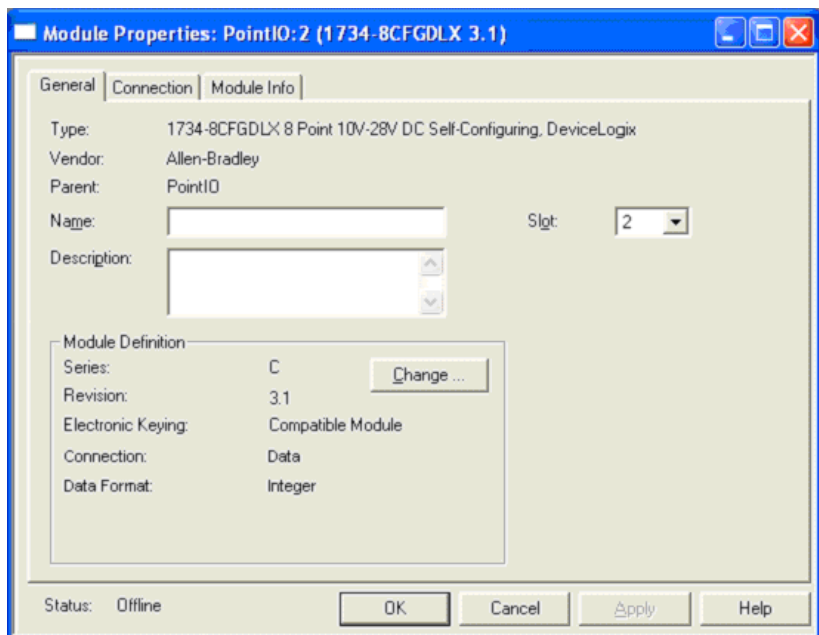 Module Properties: PointIO:2 (1734-8CFGDLX 3.1)
General Connection Module Info
Type: 1734-8CFGDLX 8 Point 10V-28V DC Self-Configuring, DeviceLogix
Vendor: Allen-Bradley
Parent: PointIO
Name: Slot: 2
Description:
Module Definition
Series: C Change ...
Revision: 3.1
Electronic Keying: Compatible Module
Connection: Data
Data Format: Integer
Status: Offline OK Cancel Apply Help